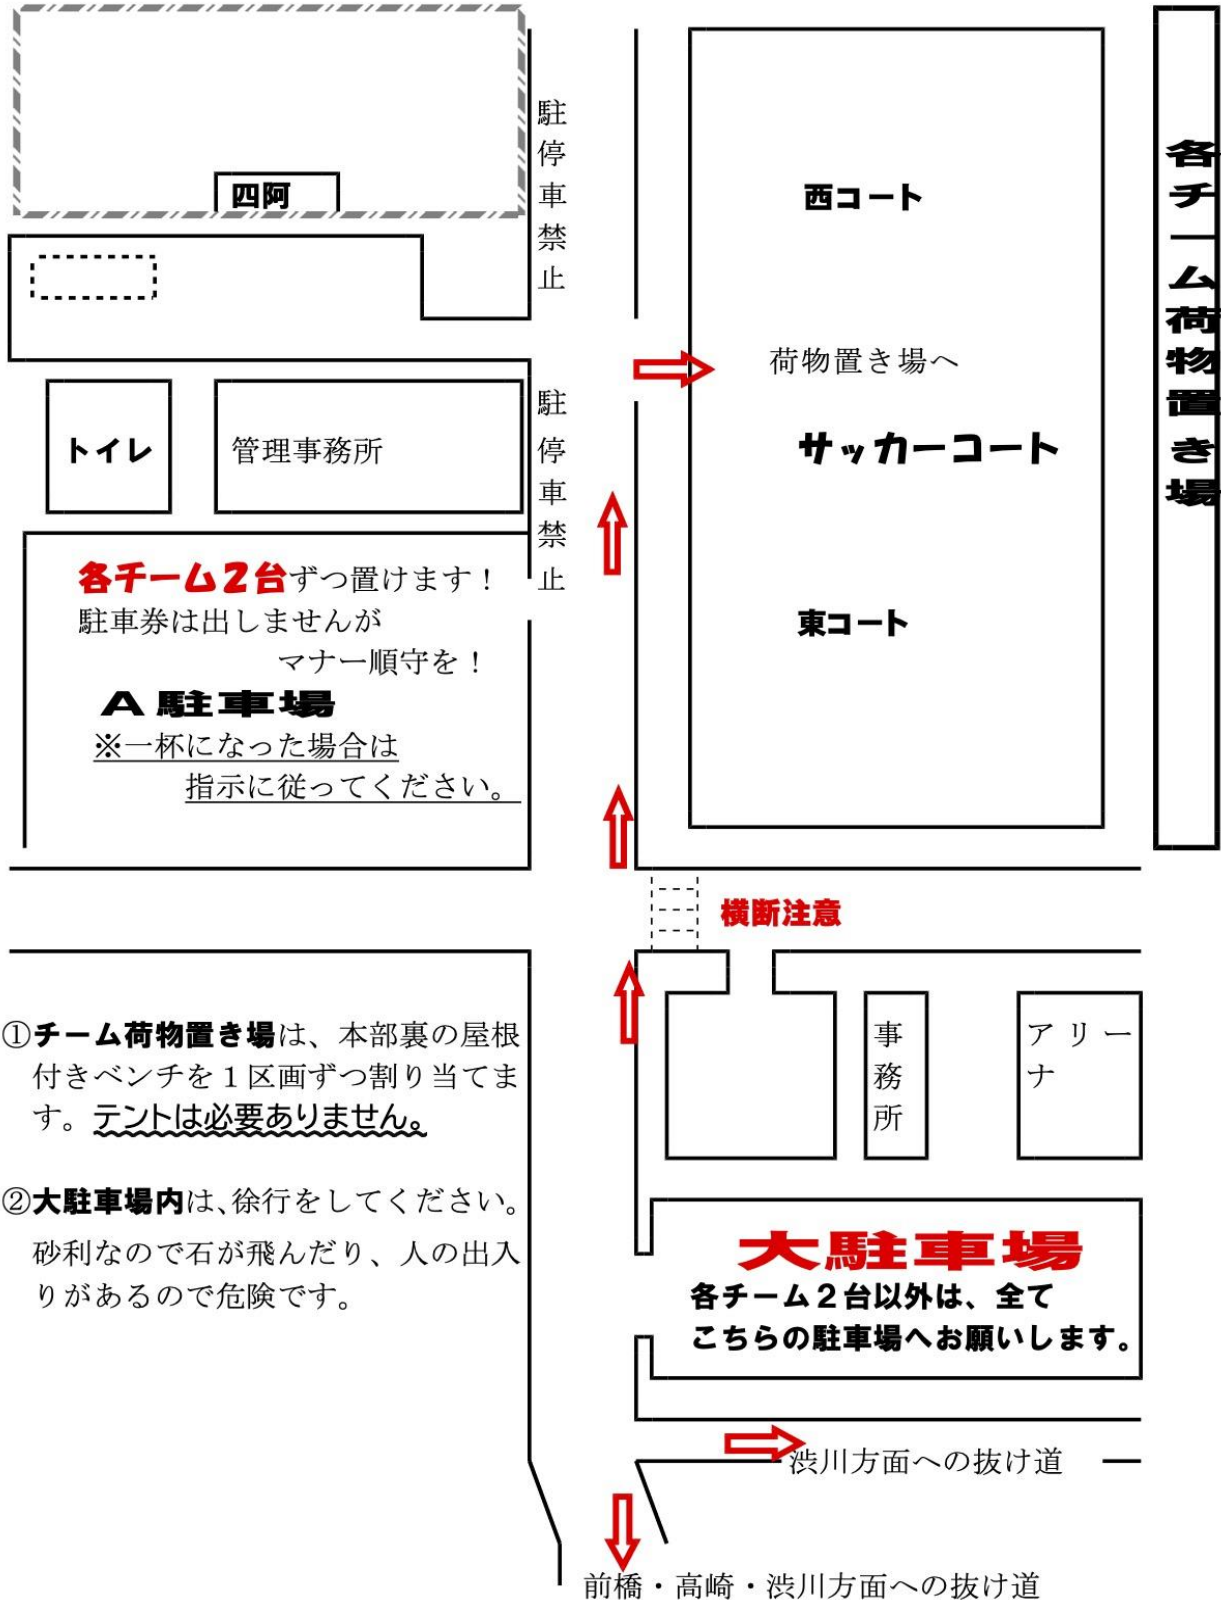 駐停車禁止
四阿
西コート
各チーム荷物置き場
荷物置き場へ
トイレ
管理事務所
駐停車禁止
サッカーコート
各チーム２台ずつ置けます！
駐車券は出しませんが
マナー順守を！
東コート
A 駐車場
※一杯になった場合は
指示に従ってください。
横断注意
①チーム荷物置き場は、本部裏の屋根
付きベンチを１区画ずつ割り当てま
す。テントは必要ありません。
事務所
アリー
ナ
②大駐車場内は、徐行をしてください。
砂利なので石が飛んだり、人の出入
りがあるので危険です。
大駐車場
各チーム２台以外は、全て
こちらの駐車場へお願いします。
渋川方面への抜け道
前橋・高崎・渋川方面への抜け道